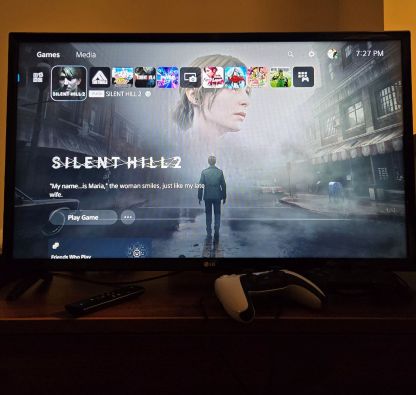 Games Media 7:27 PM
SILENT HILL 2
SILENT HILL 2
SILENT HILL 2
"My name...is Maria," the woman smiles, just like my late
wife.
Play Game ...
Friends Who Play
LG